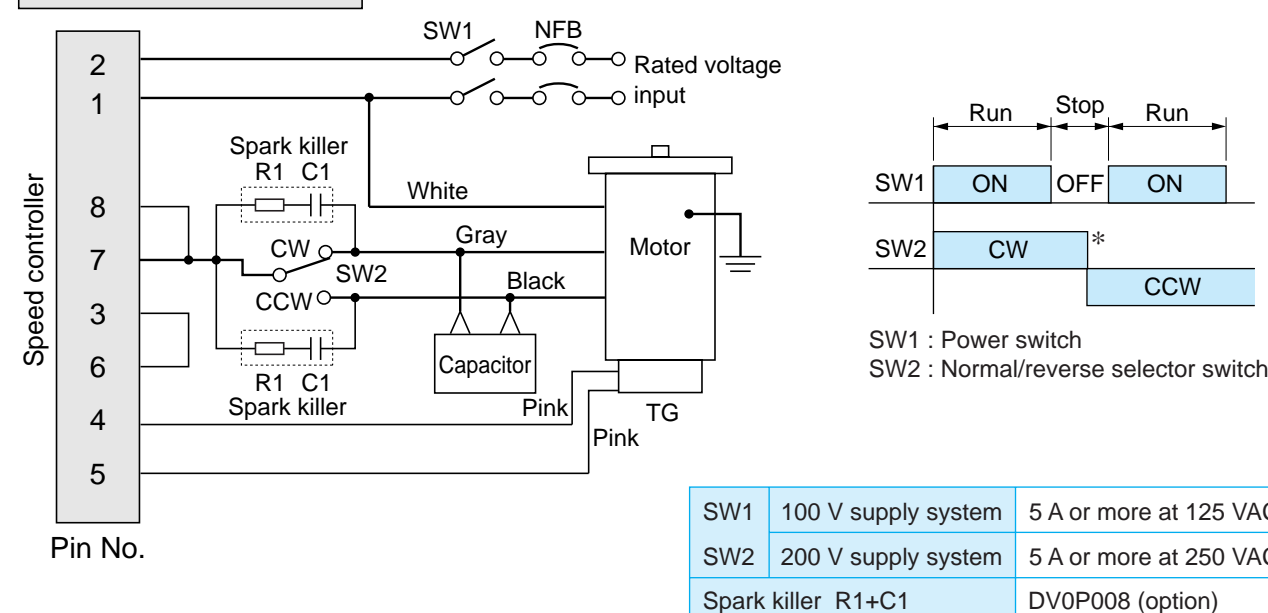 SW1 NFB
2 Rated voltage
1 input
Spark killer
R1 C1
White
8
CW Gray
7 SW2 Motor
CCW Black
3
6 Capacitor
R1 C1
Spark killer
4 Pink TG
Pink
5
Speed controller
Pin No.
Run Stop Run
SW1 ON OFF ON
SW2 CW *
CCW
SW1 : Power switch
SW2 : Normal/reverse selector switch
SW1 100 V supply system 5 A or more at 125 VAC
SW2 200 V supply system 5 A or more at 250 VAC
Spark killer R1+C1 DV0P008 (option)